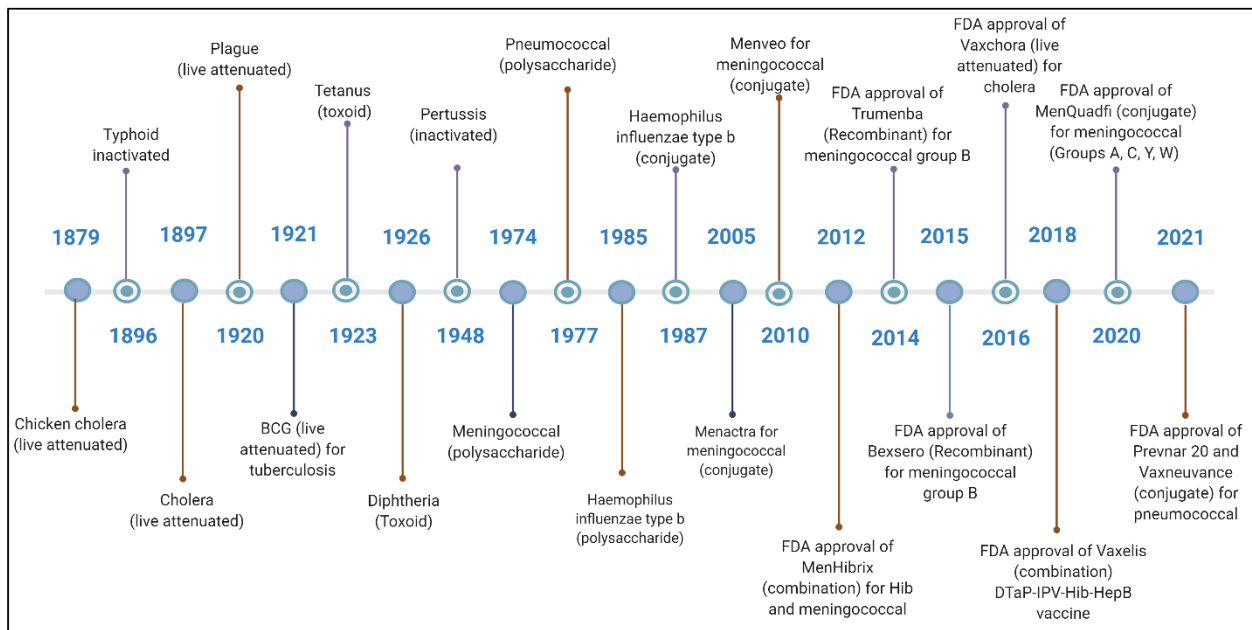 Plague
(live attenuated)
Typhoid
inactivated
Tetanus
(toxoid)
Pertussis
(inactivated)
Pneumococcal
(polysaccharide)
Haemophilus
influenzae type b
(conjugate)
Menveo for
meningococcal
(conjugate)
FDA approval of
Trumenba
(Recombinant) for
meningococcal group B
FDA approval of
Vaxchora (live
attenuated) for
cholera
FDA approval of
MenQuadfi (conjugate)
for meningococcal
(Groups A, C, Y, W)
1879
1897
1921
1926
1974
1985
2005
2012
2015
2018
2021
1896
1920
1923
1948
1977
1987
2010
2014
2016
2020
Chicken cholera
(live attenuated)
Cholera
(live attenuated)
BCG (live
attenuated) for
tuberculosis
Diphtheria
(Toxoid)
Meningococcal
(polysaccharide)
Haemophilus
influenzae type b
(polysaccharide)
Menactra for
meningococcal
(conjugate)
FDA approval of
MenHibrix
(combination) for Hib
and meningococcal
FDA approval of
Bexsero (Recombinant)
for meningococcal
group B
FDA approval of Vaxelis
(combination)
DTaP-IPV-Hib-HepB
vaccine
FDA approval of
Prevnar 20 and
Vaxneuvance
(conjugate) for
pneumococcal